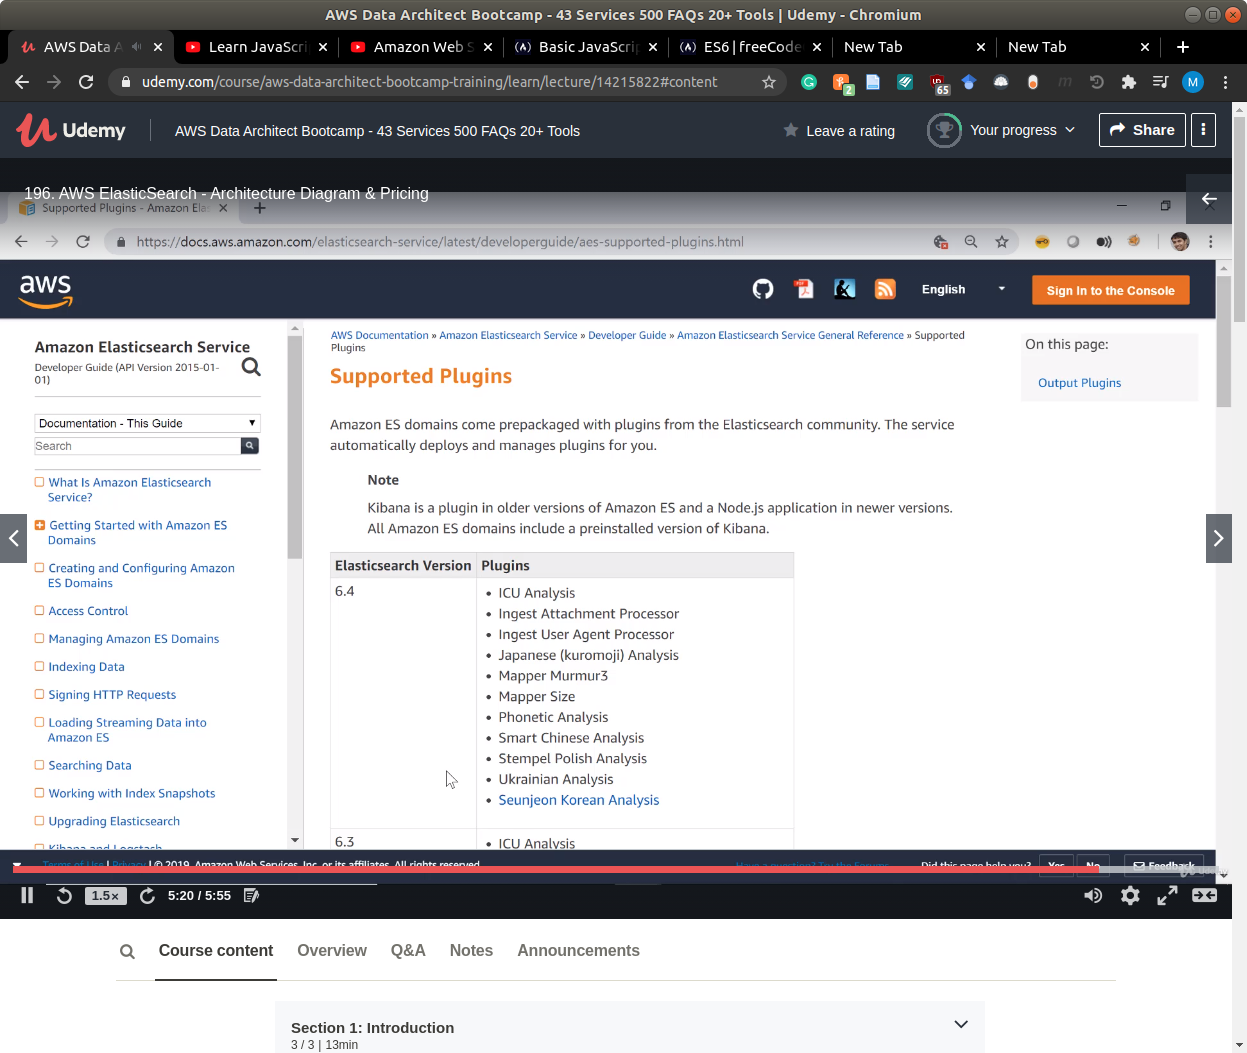 AWS Data Architect Bootcamp - 43 Services 500 FAQs 20+ Tools | Udemy - Chromium
AWS Data A
Learn JavaScri
Amazon Web S
Basic JavaScrip
ES6 | freeCode
New Tab
New Tab
udemy.com/course/aws-data-architect-bootcamp-training/learn/lecture/14215822#content
2
65
M
Udemy
AWS Data Architect Bootcamp - 43 Services 500 FAQs 20+ Tools
Leave a rating
Your progress
Share
196. AWS ElasticSearch - Architecture Diagram & Pricing
Supported Plugins - Amazon Ela
https://docs.aws.amazon.com/elasticsearch-service/latest/developerguide/aes-supported-plugins.html
aws
English
Sign In to the Console
Amazon Elasticsearch Service
Developer Guide (API Version 2015-01-
01)
Documentation - This Guide
Search
What Is Amazon Elasticsearch
Service?
Getting Started with Amazon ES
Domains
Creating and Configuring Amazon
ES Domains
Access Control
Managing Amazon ES Domains
Indexing Data
Signing HTTP Requests
Loading Streaming Data into
Amazon ES
Searching Data
Working with Index Snapshots
Upgrading Elasticsearch
Kibana and Logstash
AWS Documentation » Amazon Elasticsearch Service » Developer Guide » Amazon Elasticsearch Service General Reference » Supported
Plugins
Supported Plugins
Amazon ES domains come prepackaged with plugins from the Elasticsearch community. The service
automatically deploys and manages plugins for you.
Note
Kibana is a plugin in older versions of Amazon ES and a Node.js application in newer versions.
All Amazon ES domains include a preinstalled version of Kibana.
Elasticsearch Version Plugins
6.4
ICU Analysis
Ingest Attachment Processor
Ingest User Agent Processor
Japanese (kuromoji) Analysis
Mapper Murmur3
Mapper Size
Phonetic Analysis
Smart Chinese Analysis
Stempel Polish Analysis
Ukrainian Analysis
Seunjeon Korean Analysis
6.3
ICU Analysis
On this page:
Output Plugins
Terms of Use | Privacy | © 2019, Amazon Web Services, Inc. or its affiliates. All rights reserved.
Have a question? Try the Forums
Did this page help you?
Yes
No
Feedback
Udemy
1.5×
5:20 / 5:55
Course content
Overview
Q&A
Notes
Announcements
Section 1: Introduction
3 / 3 | 13min